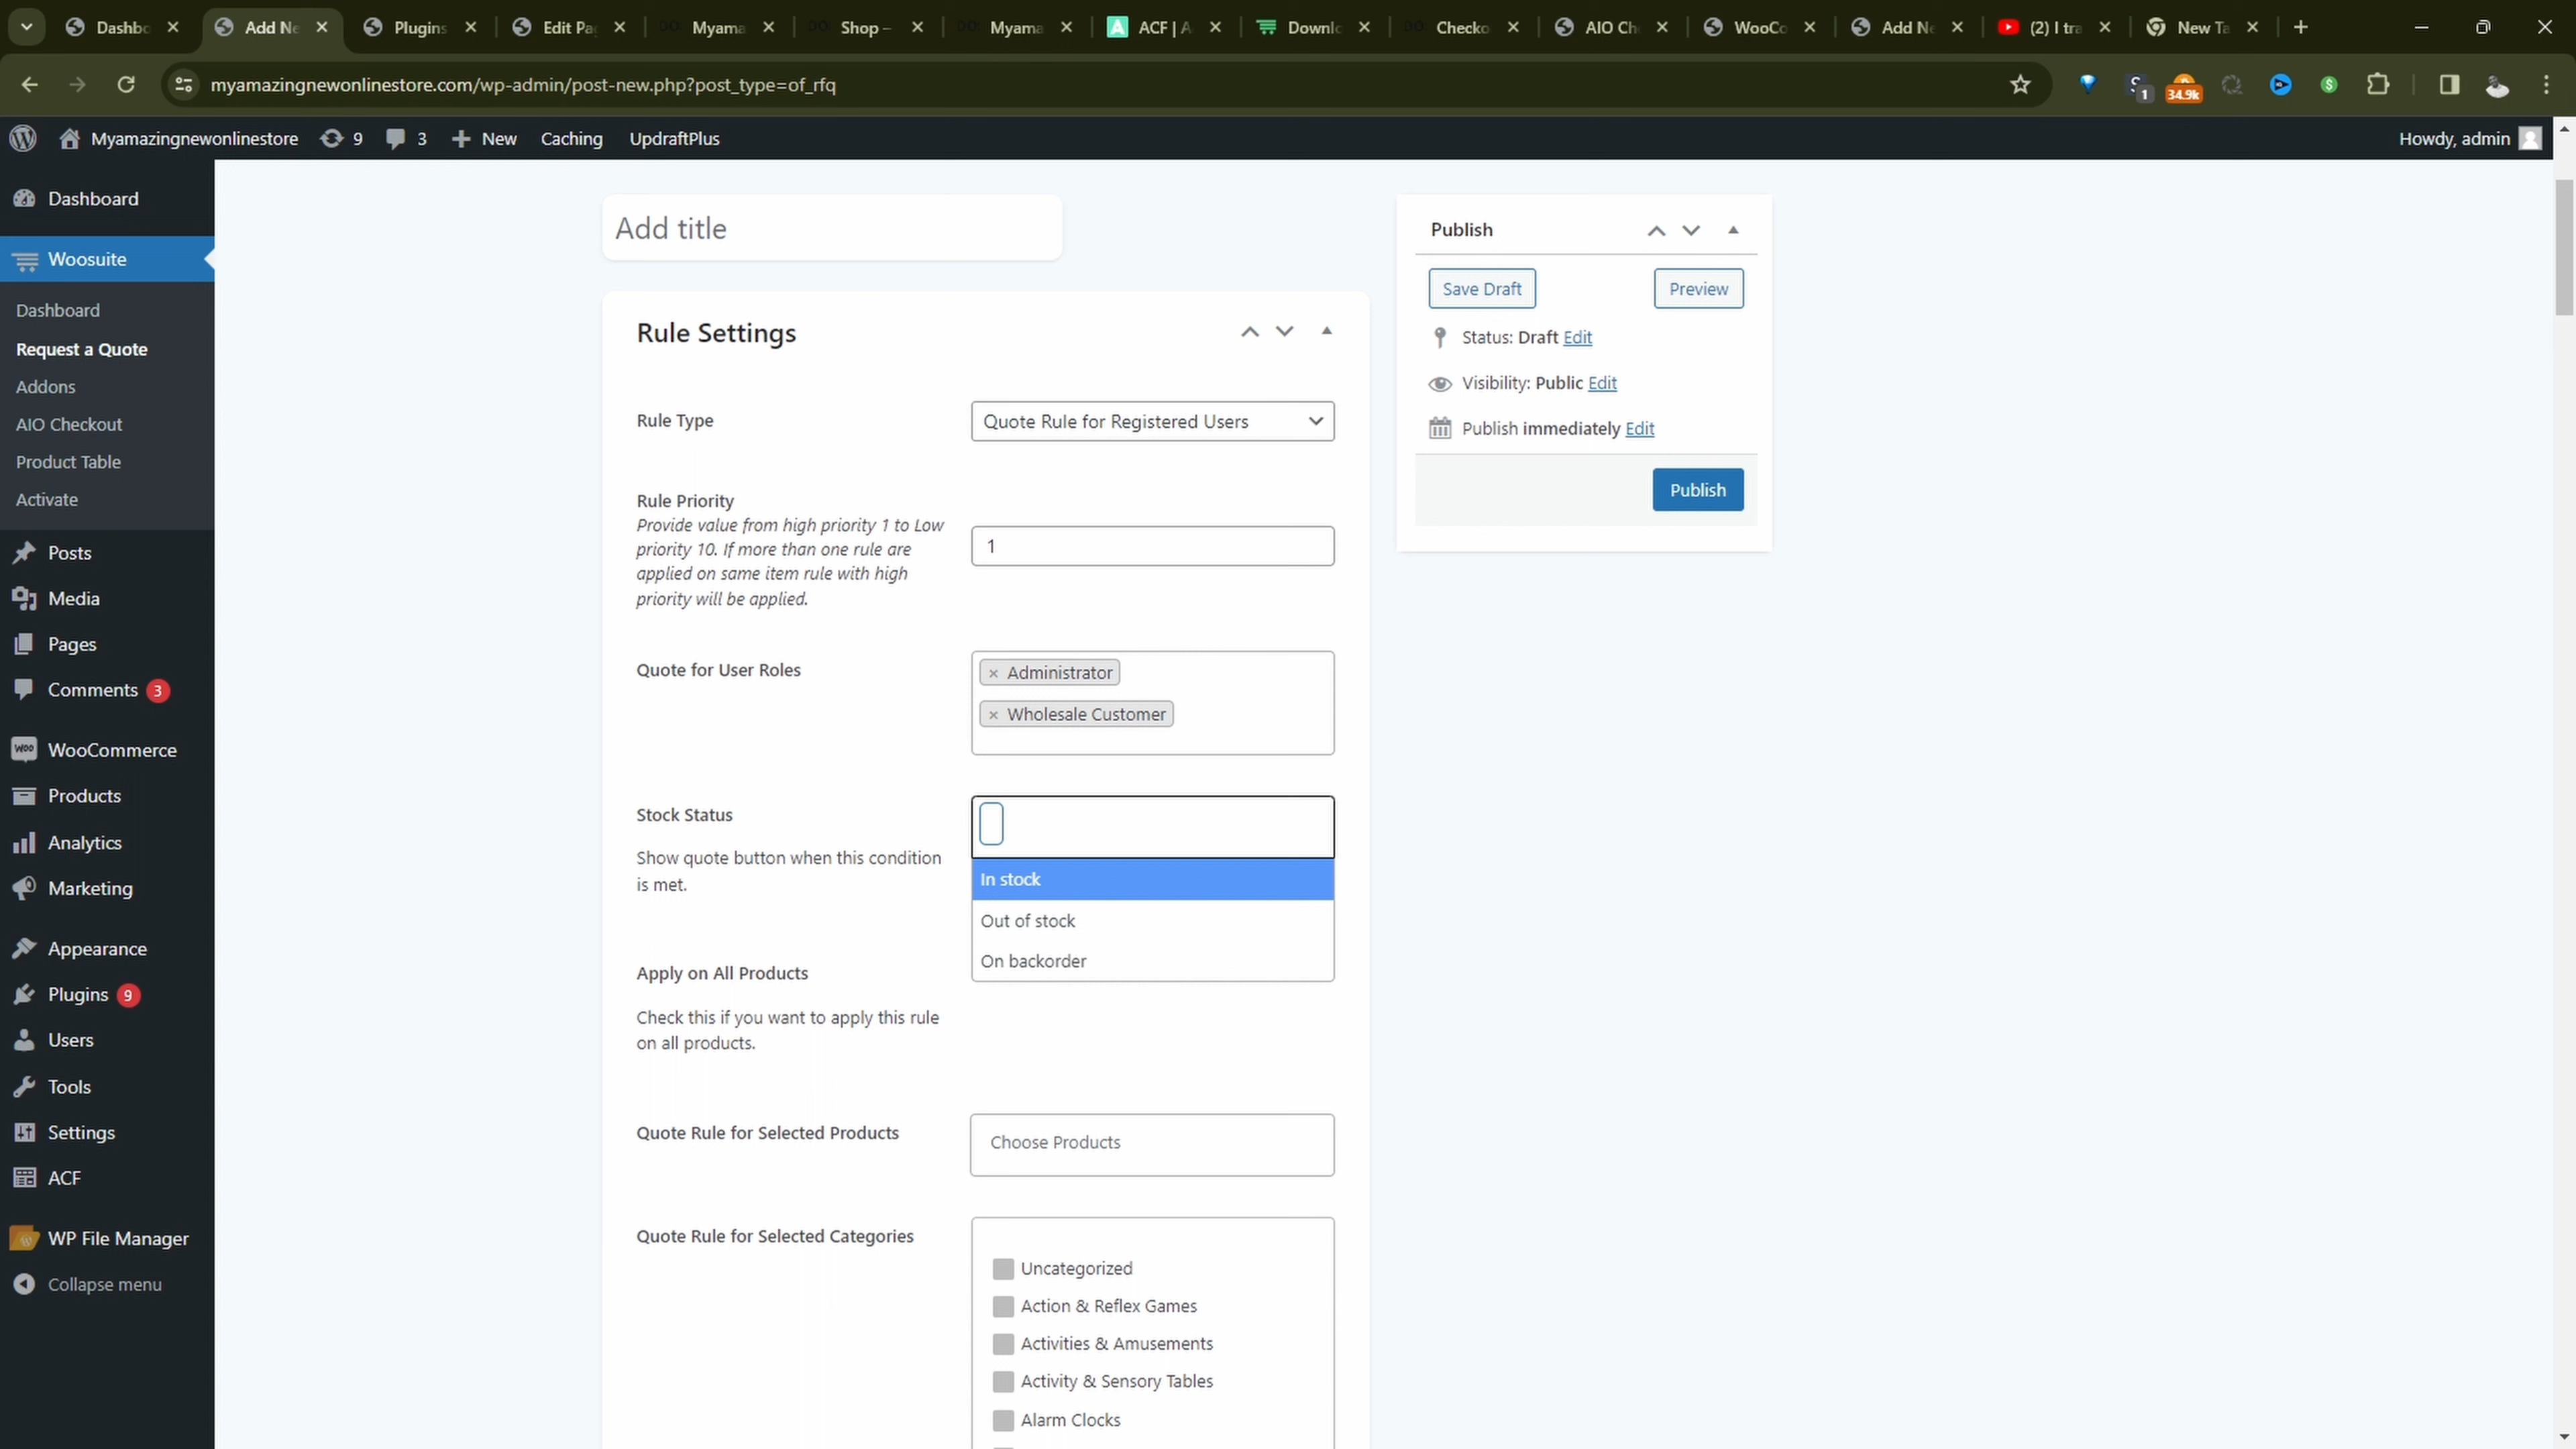 Dashbo
Add Ne
Plugins
Edit Pa
Myama
Shop –
Myama
ACF | A
Downlo
Checko
AIO Ch
WooCo
Add Ne
(2) I tra
New Ta
myamazingnewonlinestore.com/wp-admin/post-new.php?post_type=of_rfq
S 1
34.9k
Myamazingnewonlinestore 9 3 New Caching UpdraftPlus
Howdy, admin
Dashboard
Woosuite
Dashboard
Request a Quote
Addons
AIO Checkout
Product Table
Activate
Posts
Media
Pages
Comments 3
WooCommerce
Products
Analytics
Marketing
Appearance
Plugins 9
Users
Tools
Settings
ACF
WP File Manager
Collapse menu
Add title
Rule Settings
Rule Type
Quote Rule for Registered Users
Rule Priority
Provide value from high priority 1 to Low
priority 10. If more than one rule are
applied on same item rule with high
priority will be applied.
1
Quote for User Roles
× Administrator
× Wholesale Customer
Stock Status
Show quote button when this condition
is met.
In stock
Out of stock
On backorder
Apply on All Products
Check this if you want to apply this rule
on all products.
Quote Rule for Selected Products
Choose Products
Quote Rule for Selected Categories
Uncategorized
Action & Reflex Games
Activities & Amusements
Activity & Sensory Tables
Alarm Clocks
Publish
Save Draft
Preview
Status: Draft Edit
Visibility: Public Edit
Publish immediately Edit
Publish